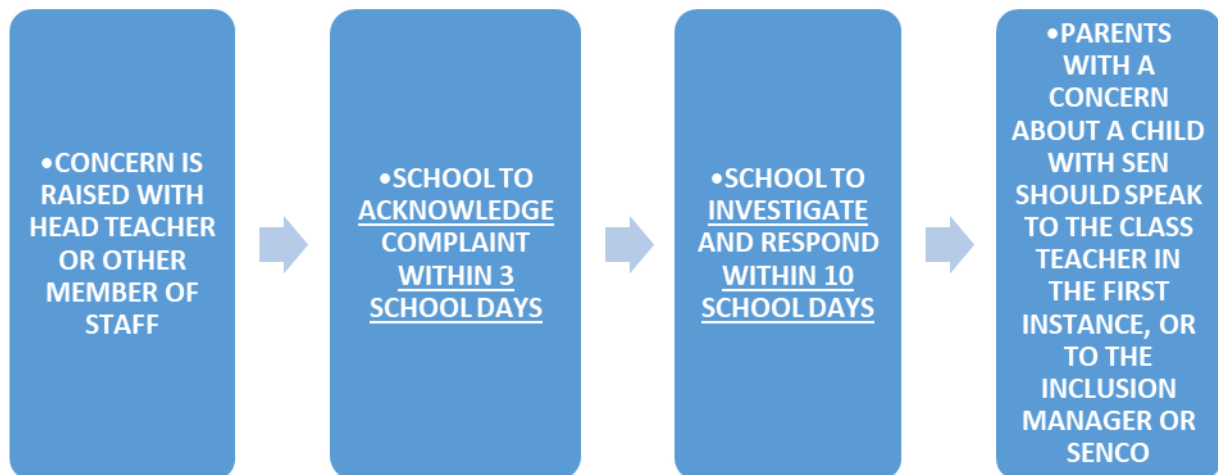 •CONCERN IS
RAISED WITH
HEAD TEACHER
OR OTHER
MEMBER OF
STAFF
•SCHOOL TO
ACKNOWLEDGE
COMPLAINT
WITHIN 3
SCHOOL DAYS
•SCHOOL TO
INVESTIGATE
AND RESPOND
WITHIN 10
SCHOOL DAYS
•PARENTS
WITH A
CONCERN
ABOUT A CHILD
WITH SEN
SHOULD SPEAK
TO THE CLASS
TEACHER IN
THE FIRST
INSTANCE, OR
TO THE
INCLUSION
MANAGER OR
SENCO